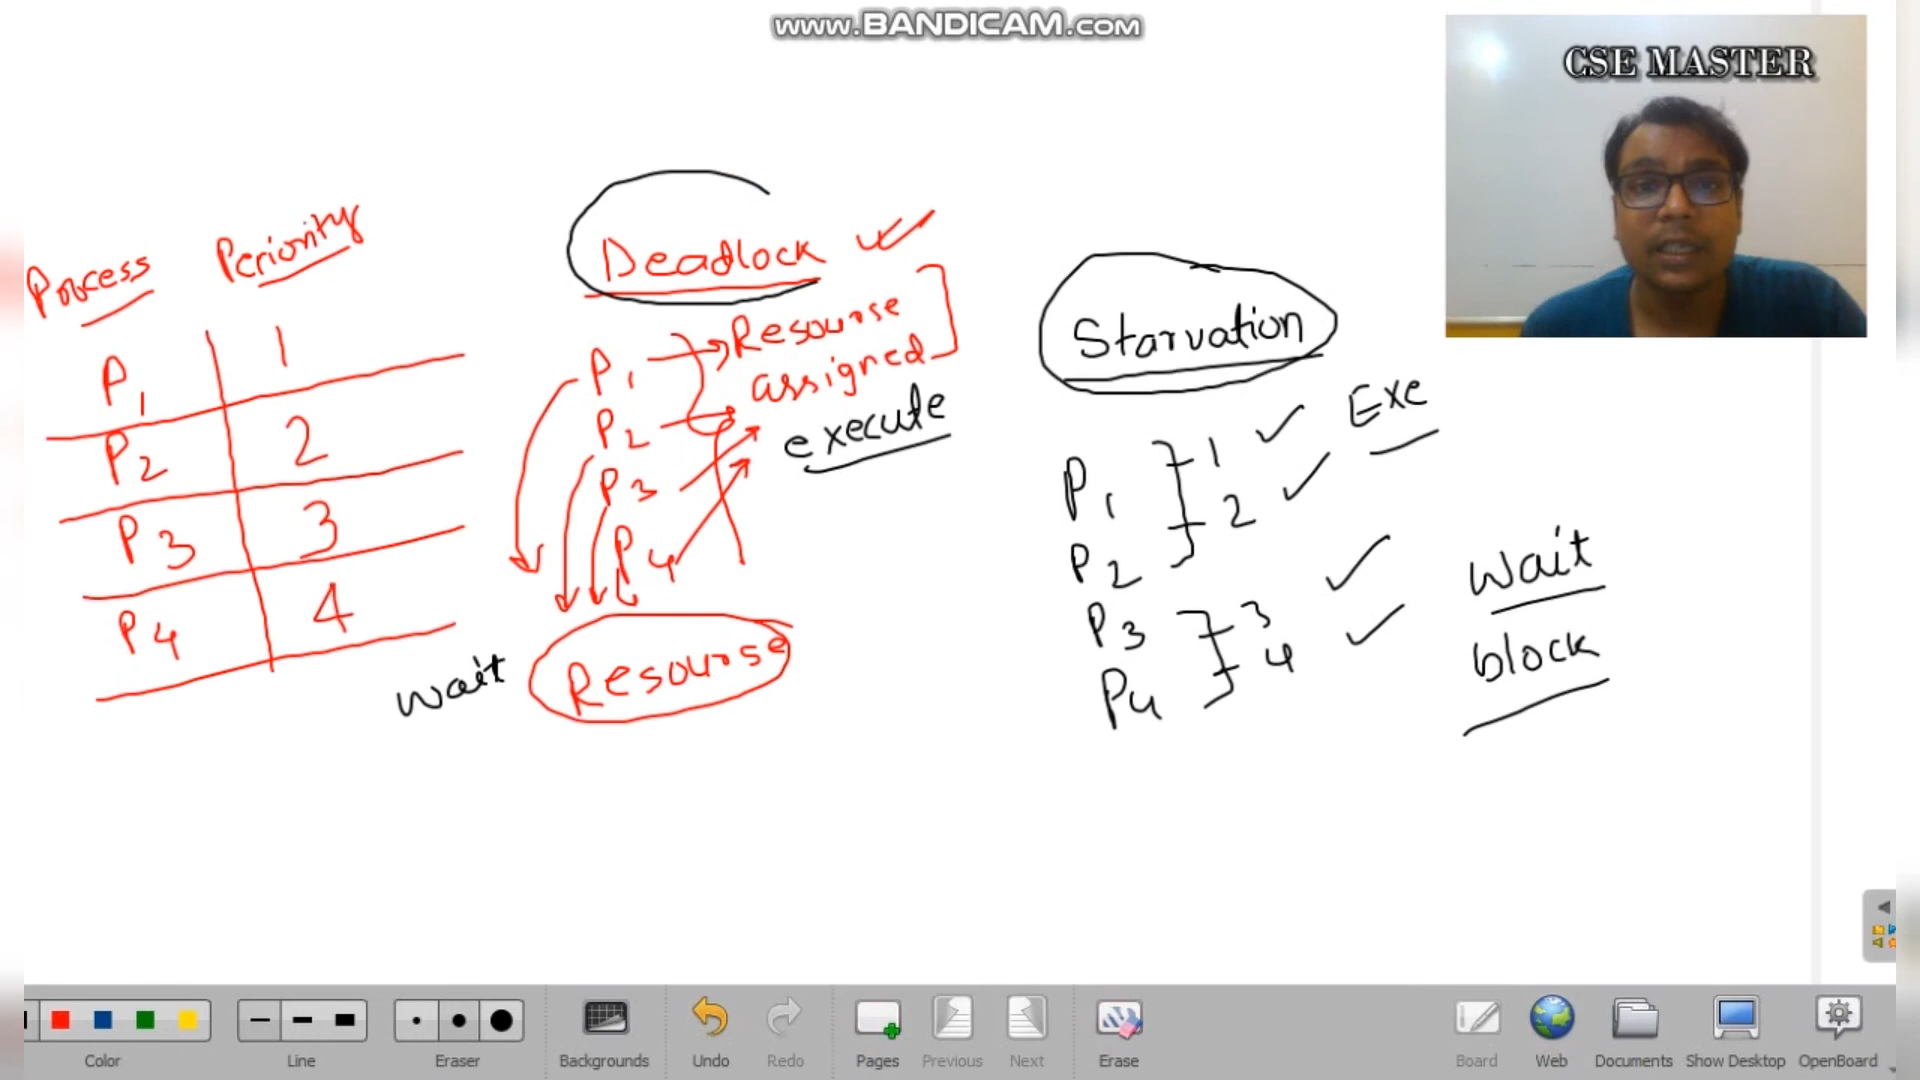 www.BANDICAM.com
CSE MASTER
Process Periority
P1 1
P2 2
P3 3
P4 4
Deadlock
P1 Resourse
assigned
P2
execute
P3
P4
wait
Resourse
Starvation
P1 1 Exe
P2 2
P3 3 wait
P4 4 block
Color
Line
Eraser
Backgrounds
Undo
Redo
Pages
Previous
Next
Erase
Board
Web
Documents
Show Desktop
OpenBoard